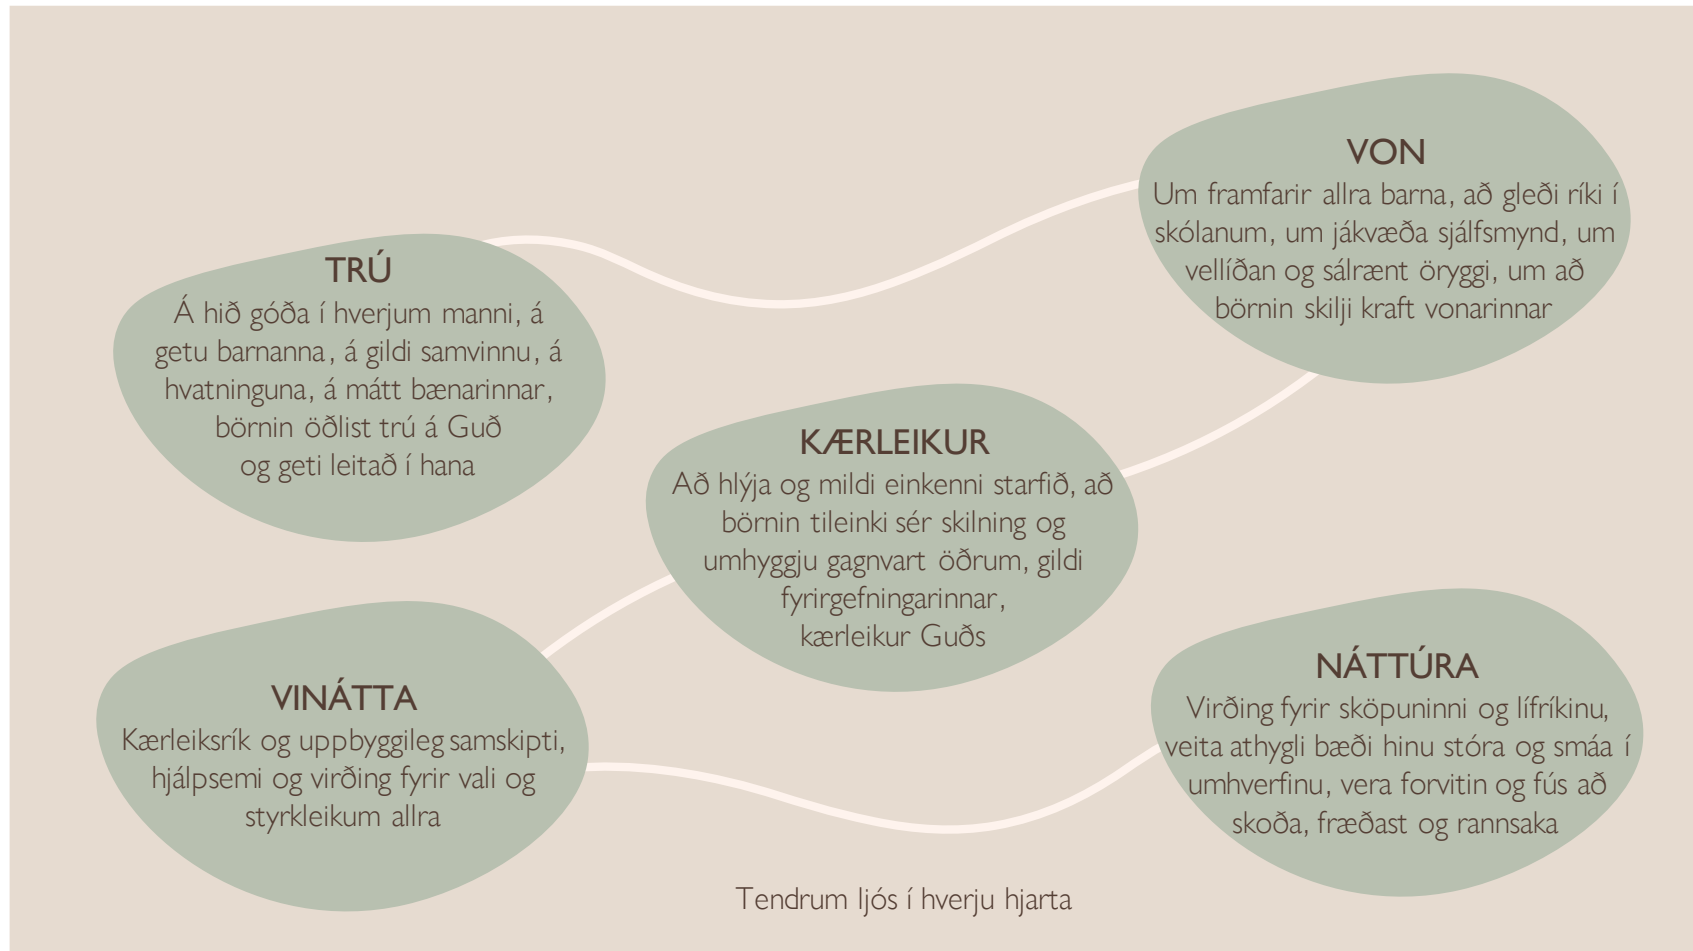 TRÚ
Á hið góða í hverjum manni, á
getu barnanna, á gildi samvinnu, á
hvatninguna, á mátt bænarinnar,
börnin öðlist trú á Guð
og geti leitað í hana
VON
Um framfarir allra barna, að gleði ríki í
skólanum, um jákvæða sjálfsmynd, um
vellíðan og sálrænt öryggi, um að
börnin skilji kraft vonarinnar
KÆRLEIKUR
Að hlýja og mildi einkenni starfið, að
börnin tileinki sér skilning og
umhyggju gagnvart öðrum, gildi
fyrirgefningarinnar,
kærleikur Guðs
VINÁTTA
Kærleiksrík og uppbyggileg samskipti,
hjálpsemi og virðing fyrir vali og
styrkleikum allra
NÁTTÚRA
Virðing fyrir sköpuninni og lífríkinu,
veita athygli bæði hinu stóra og smáa í
umhverfinu, vera forvitin og fús að
skoða, fræðast og rannsaka
Tendrum ljós í hverju hjarta